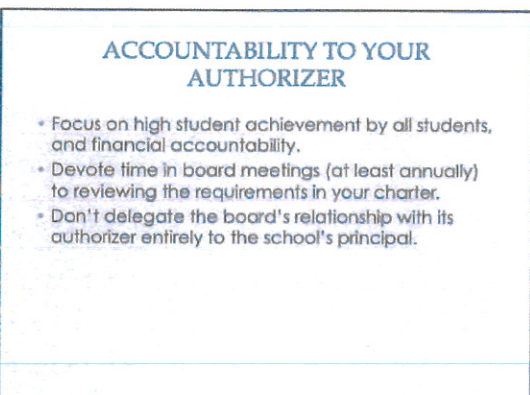 ACCOUNTABILITY TO YOUR
AUTHORIZER
• Focus on high student achievement by all students,
and financial accountability.
• Devote time in board meetings (at least annually)
to reviewing the requirements in your charter.
• Don't delegate the board's relationship with its
authorizer entirely to the school's principal.